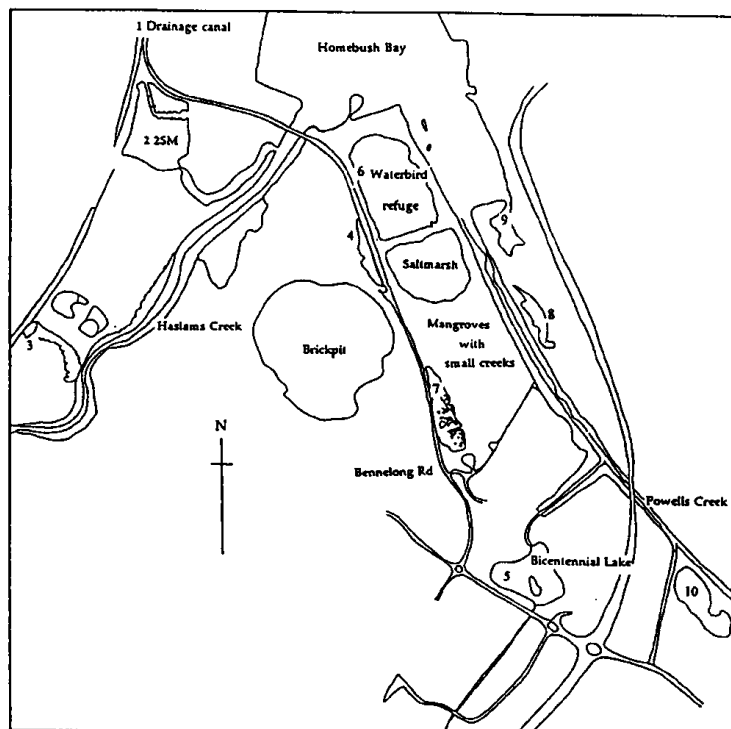 1 Drainage canal
Homebush Bay
2 2SM
6 Waterbird
refuge
9
4
Saltmarsh
8
Haslams Creek
Mangroves
with
small creeks
3
Brickpit
7
N
Bennelong Rd
Powells Creek
Bicentennial Lake
5
10